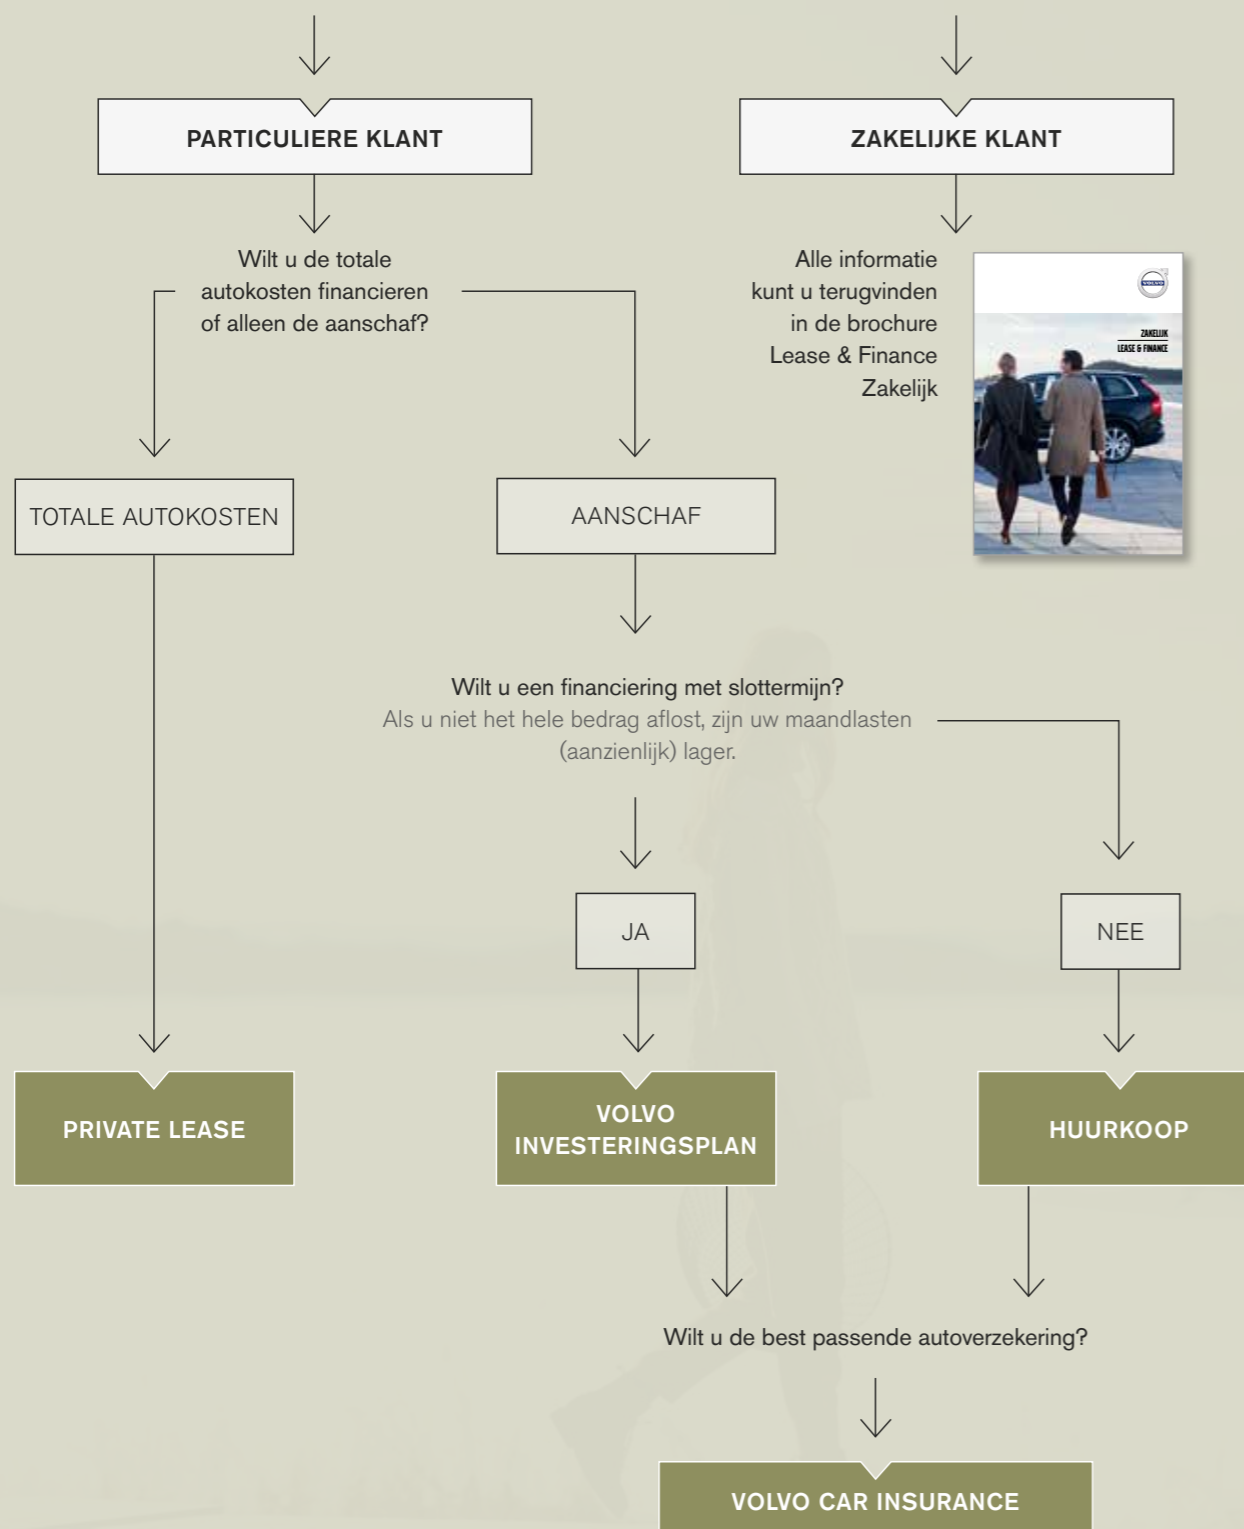 PARTICULIERE KLANT
ZAKELIJKE KLANT
Wilt u de totale
autokosten financieren
of alleen de aanschaf?
Alle informatie
kunt u terugvinden
in de brochure
Lease & Finance
Zakelijk
VOLVO
ZAKELIJK
LEASE & FINANCE
TOTALE AUTOKOSTEN
AANSCHAF
Wilt u een financiering met slottermijn?
Als u niet het hele bedrag aflost, zijn uw maandlasten
(aanzienlijk) lager.
JA
NEE
PRIVATE LEASE
VOLVO
INVESTERINGSPLAN
HUURKOOP
Wilt u de best passende autoverzekering?
VOLVO CAR INSURANCE